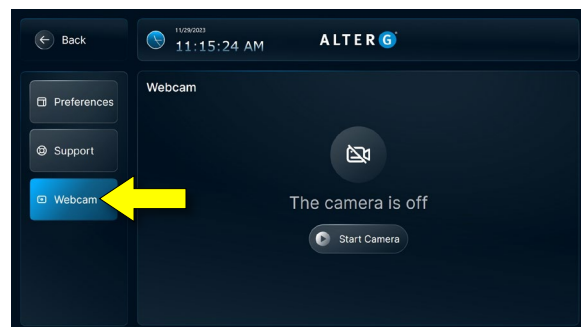 Back
11/29/2023
11:15:24 AM
ALTERG
Preferences
Support
Webcam
Webcam
The camera is off
Start Camera